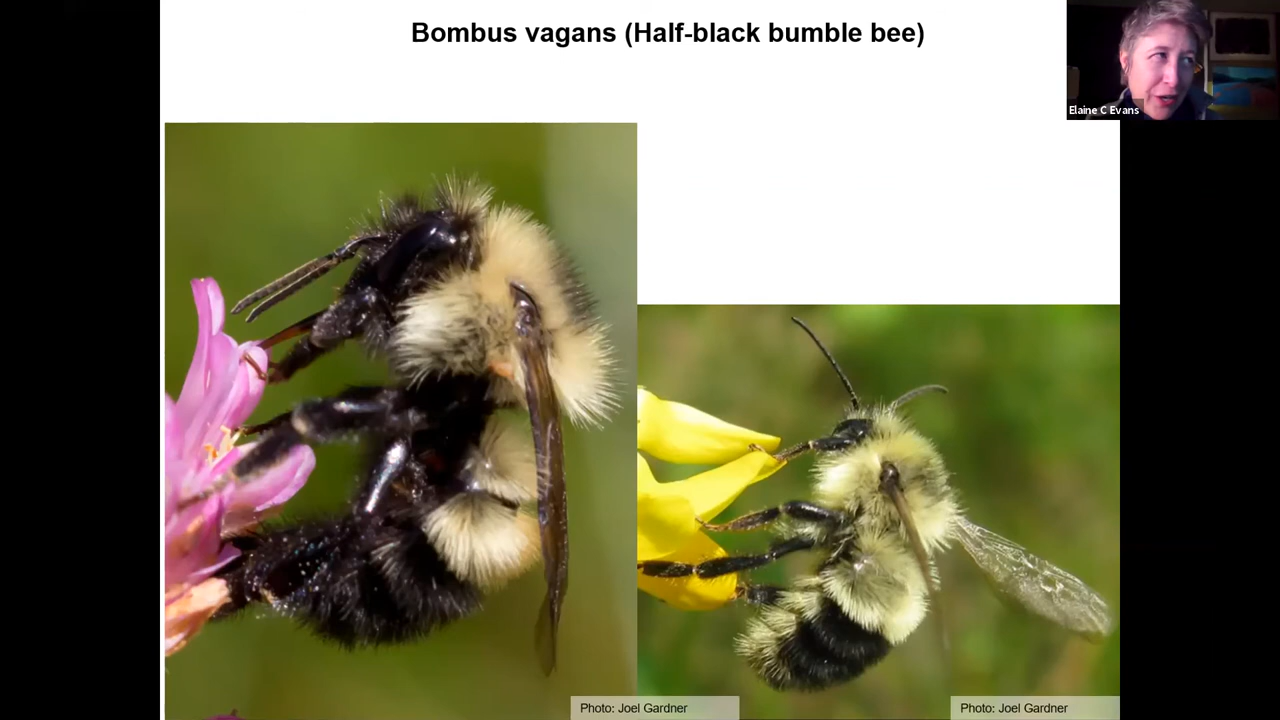 Bombus vagans (Half-black bumble bee)
Elaine C Evans
Photo: Joel Gardner
Photo: Joel Gardner